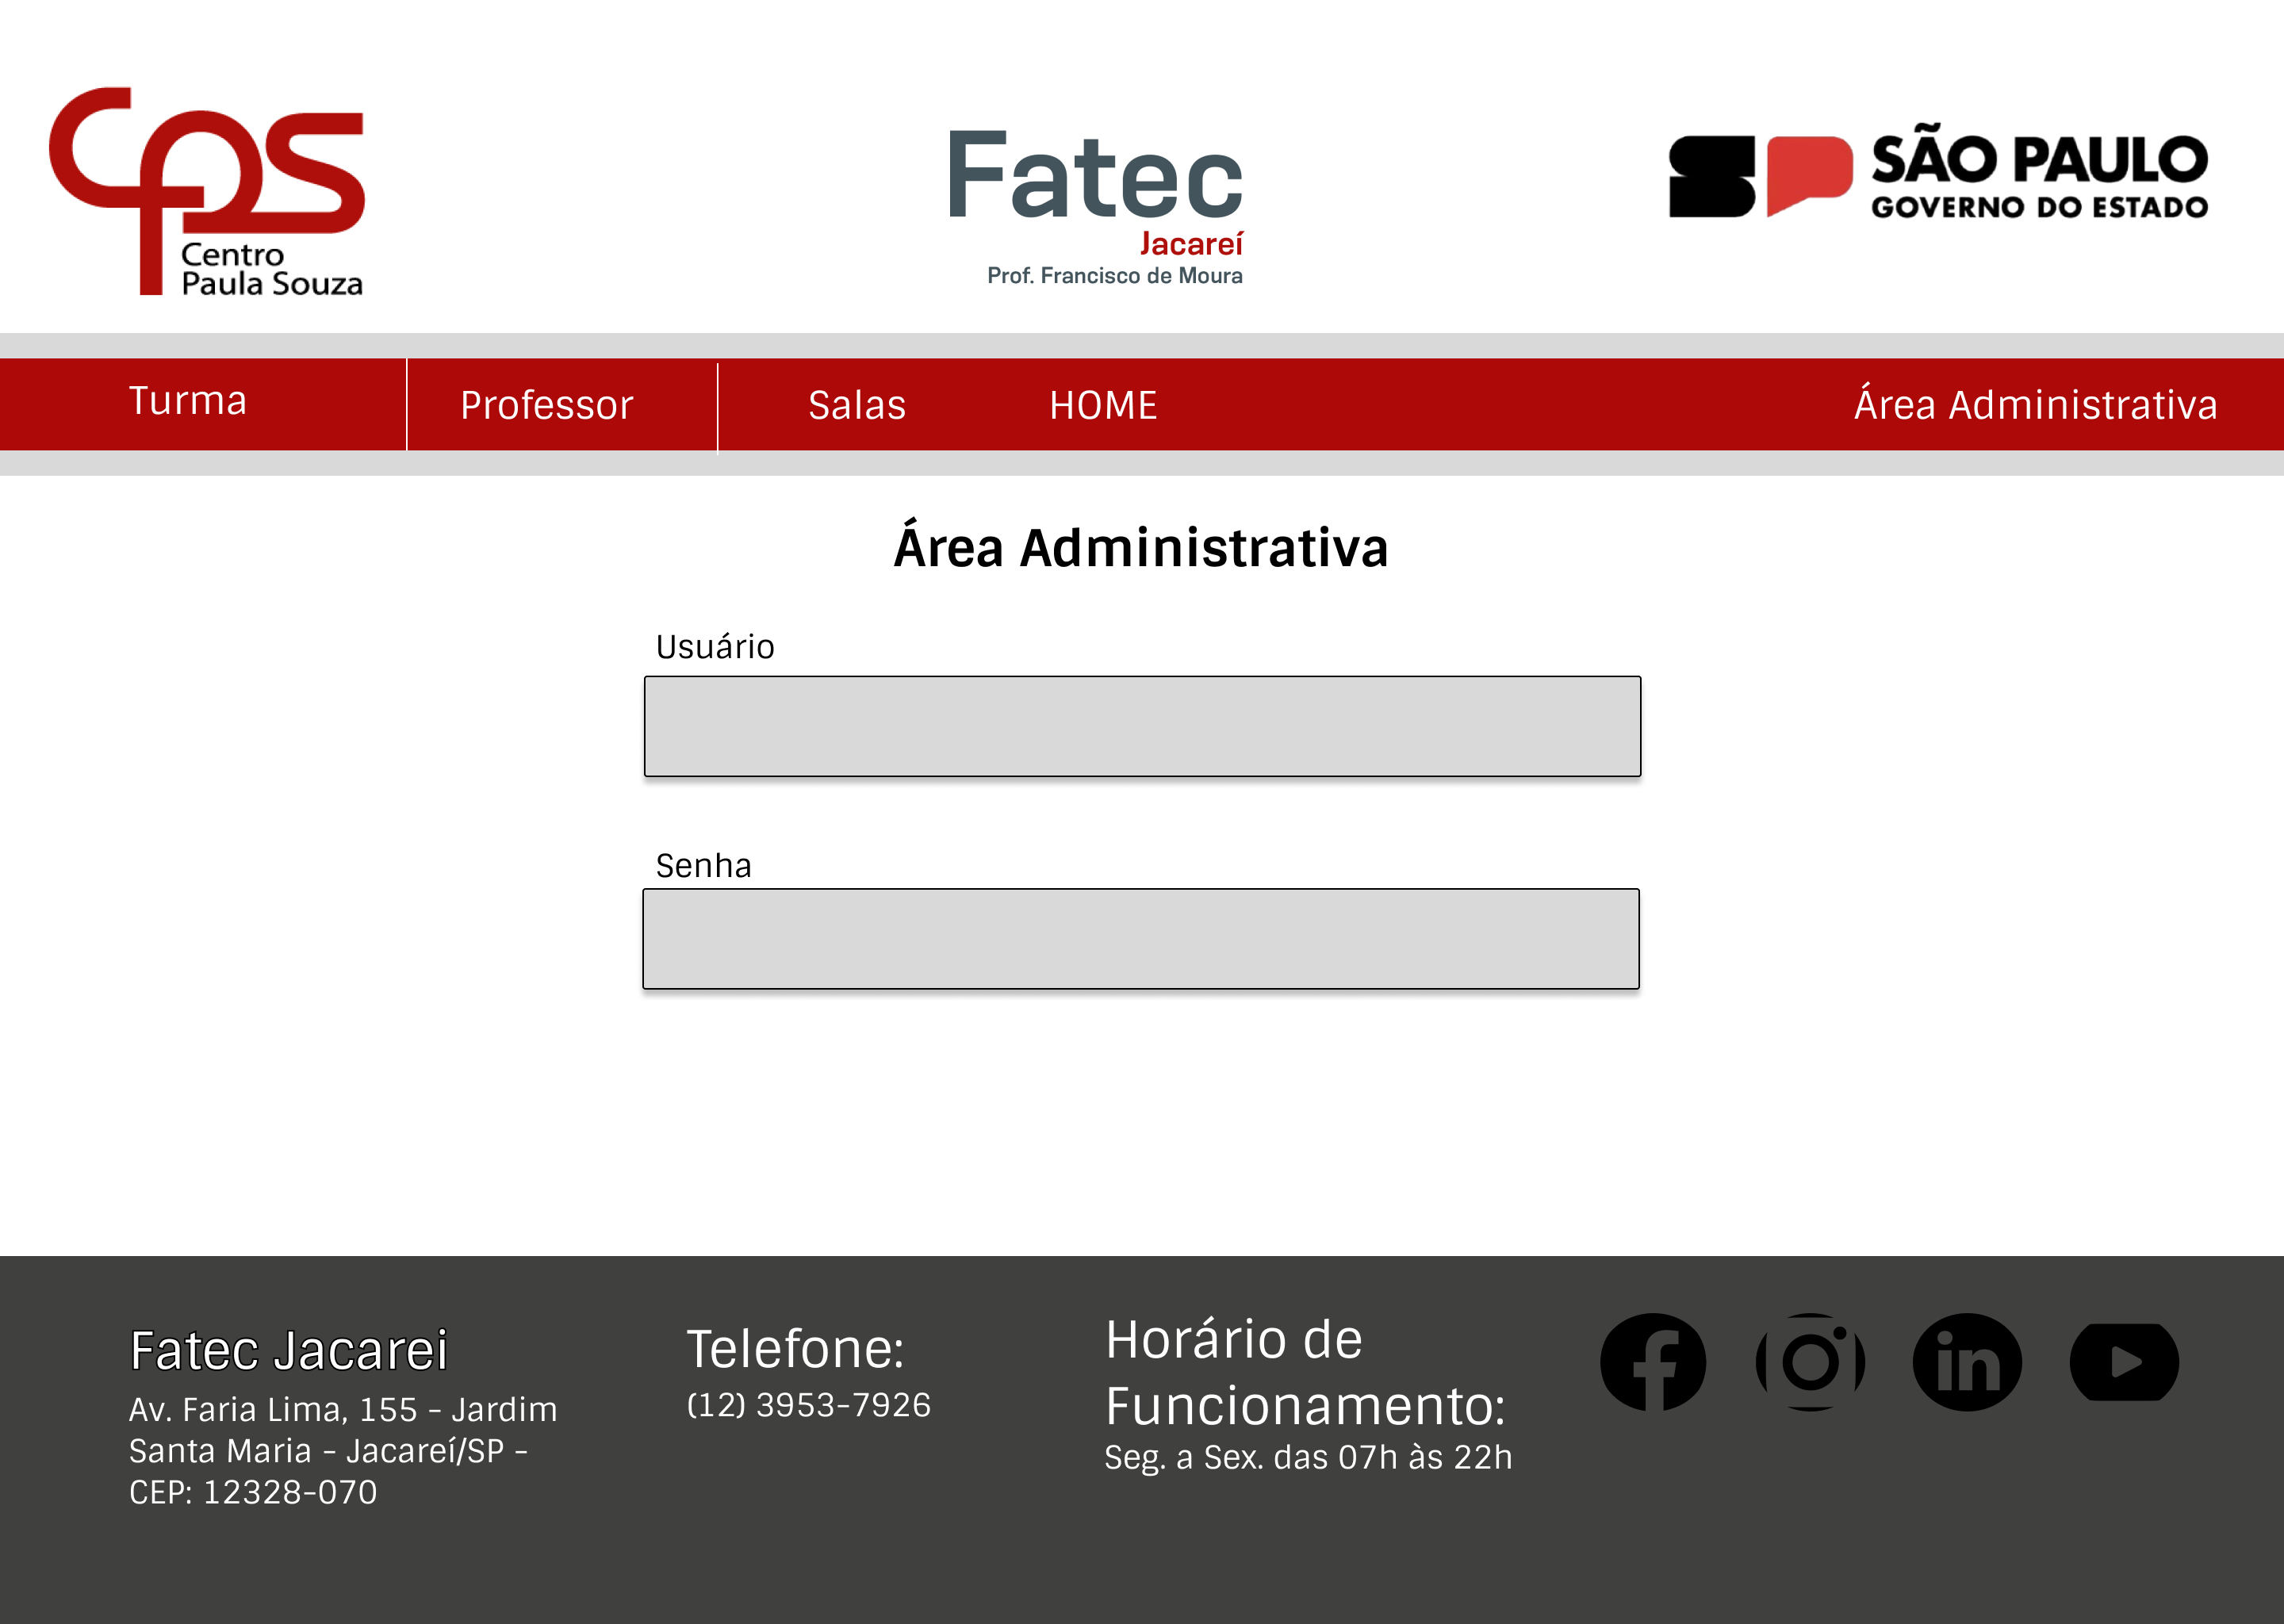 cps
Centro
Paula Souza
Fatec
Jacareí
Prof. Francisco de Moura
SP
SÃO PAULO
GOVERNO DO ESTADO
Turma
Professor
Salas
HOME
Área Administrativa
Área Administrativa
Usuário
Senha
Fatec Jacarei
Av. Faria Lima, 155 - Jardim
Santa Maria - Jacareí/SP -
CEP: 12328-070
Telefone:
(12) 3953-7926
Horário de
Funcionamento:
Seg. a Sex. das 07h às 22h
f
in